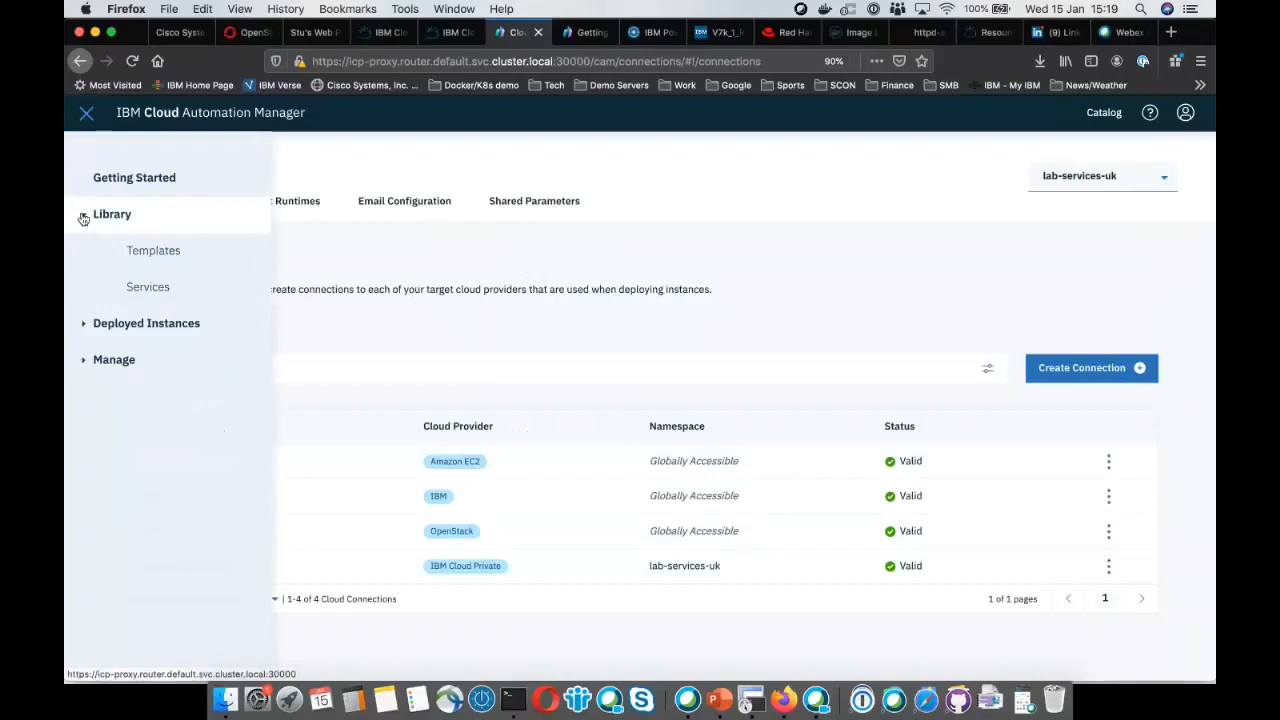 Firefox File Edit View History Bookmarks Tools Window Help 100% Wed 15 Jan 15:19
Cisco Syste OpenSh Stu's Web P IBM Clo IBM Clo Clo Getting IBM Po V7k_1_F Red Ha Image httpd-e Resour (9) Link Webex
https://icp-proxy.router.default.svc.cluster.local:30000/cam/connections/#!/connections 90%
Most Visited IBM Home Page IBM Verse Cisco Systems, Inc. ... Docker/K8s demo Tech Demo Servers Work Google Sports SCON Finance SMB IBM - My IBM News/Weather
IBM Cloud Automation Manager Catalog
Getting Started lab-services-uk
Runtimes Email Configuration Shared Parameters
Library
Templates
Services create connections to each of your target cloud providers that are used when deploying instances.
Deployed Instances
Manage Create Connection
Cloud Provider Namespace Status
Amazon EC2 Globally Accessible Valid
IBM Globally Accessible Valid
OpenStack Globally Accessible Valid
IBM Cloud Private lab-services-uk Valid
| 1-4 of 4 Cloud Connections 1 of 1 pages 1
https://icp-proxy.router.default.svc.cluster.local:30000
15